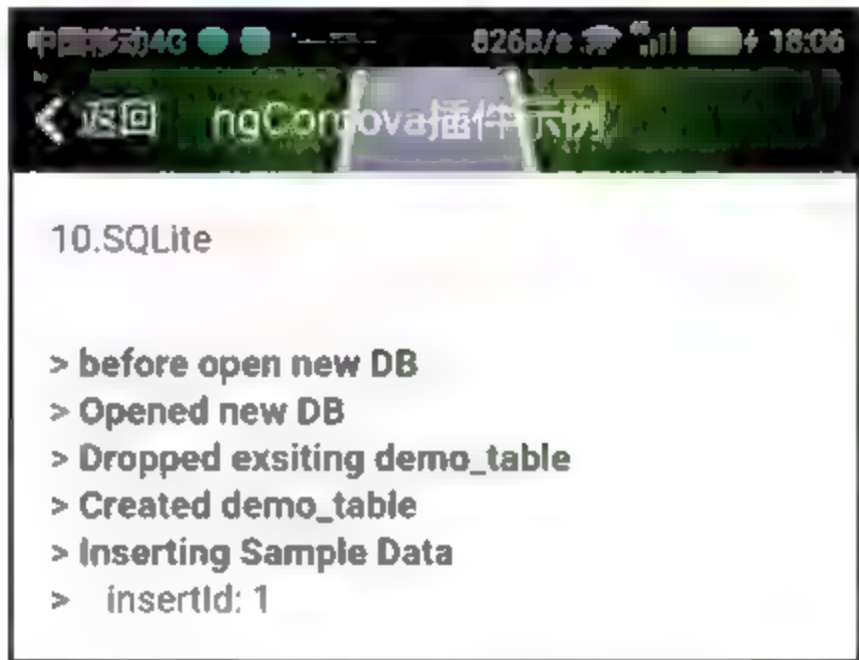 中国移动4G 826B/s 4G 18:06
返回 ngCordova插件示例
10.SQLite
> before open new DB
> Opened new DB
> Dropped exsiting demo_table
> Created demo_table
> Inserting Sample Data
> insertId: 1